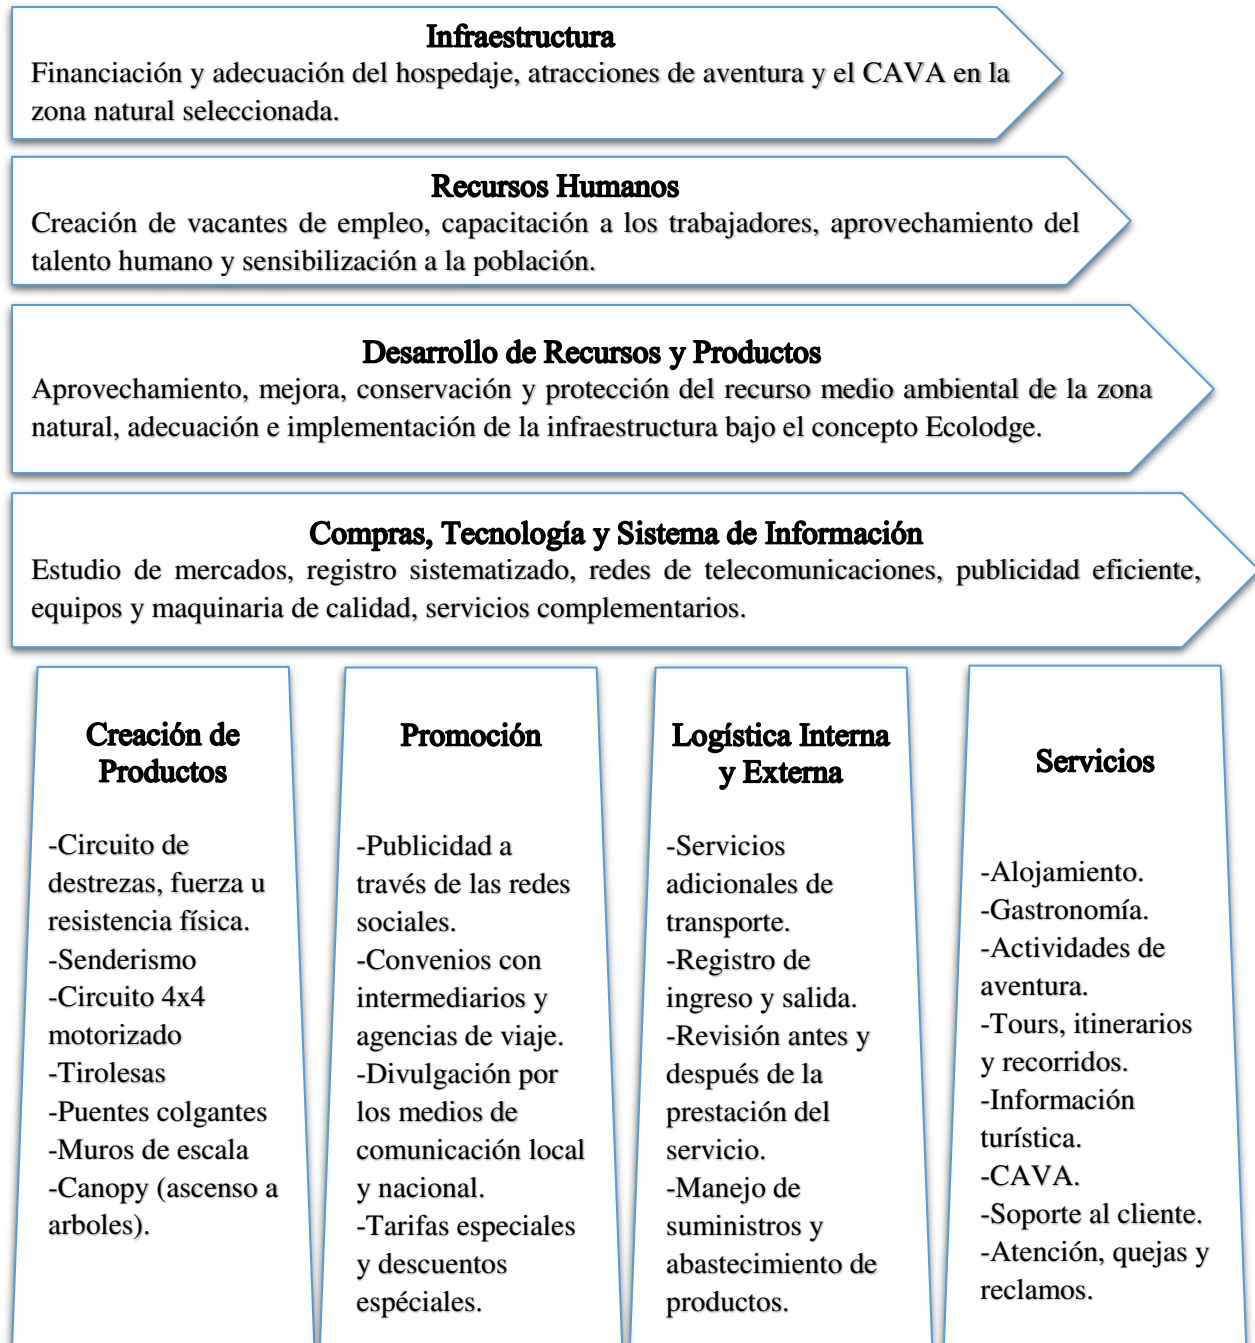 Infraestructura
Financiación y adecuación del hospedaje, atracciones de aventura y el CAVA en la
zona natural seleccionada.
Recursos Humanos
Creación de vacantes de empleo, capacitación a los trabajadores, aprovechamiento del
talento humano y sensibilización a la población.
Desarrollo de Recursos y Productos
Aprovechamiento, mejora, conservación y protección del recurso medio ambiental de la zona
natural, adecuación e implementación de la infraestructura bajo el concepto Ecolodge.
Compras, Tecnología y Sistema de Información
Estudio de mercados, registro sistematizado, redes de telecomunicaciones, publicidad eficiente,
equipos y maquinaria de calidad, servicios complementarios.
Creación de
Productos
-Circuito de
destrezas, fuerza u
resistencia física.
-Senderismo
-Circuito 4x4
motorizado
-Tirolesas
-Puentes colgantes
-Muros de escala
-Canopy (ascenso a
arboles).
Promoción
-Publicidad a
través de las redes
sociales.
-Convenios con
intermediarios y
agencias de viaje.
-Divulgación por
los medios de
comunicación local
y nacional.
-Tarifas especiales
y descuentos
espéciales.
Logística Interna
y Externa
-Servicios
adicionales de
transporte.
-Registro de
ingreso y salida.
-Revisión antes y
después de la
prestación del
servicio.
-Manejo de
suministros y
abastecimiento de
productos.
Servicios
-Alojamiento.
-Gastronomía.
-Actividades de
aventura.
-Tours, itinerarios
y recorridos.
-Información
turística.
-CAVA.
-Soporte al cliente.
-Atención, quejas y
reclamos.